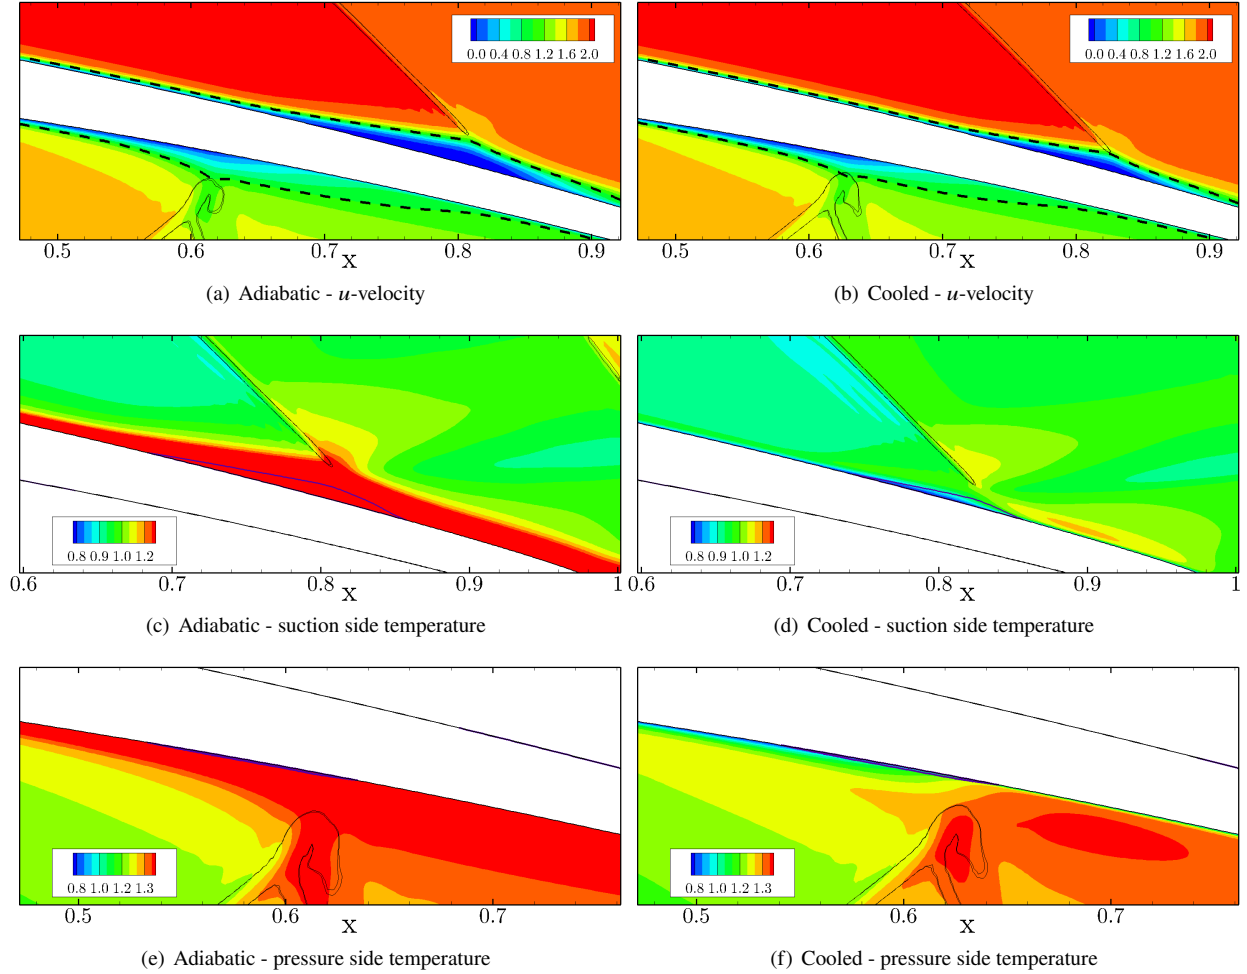 0.0 0.4 0.8 1.2 1.6 2.0
0.0 0.4 0.8 1.2 1.6 2.0
0.5 0.6 0.7 0.8 0.9
X
0.5 0.6 0.7 0.8 0.9
X
(a) Adiabatic - u-velocity
(b) Cooled - u-velocity
0.8 0.9 1.0 1.2
0.8 0.9 1.0 1.2
0.6 0.7 0.8 0.9 1
X
0.6 0.7 0.8 0.9 1
X
(c) Adiabatic - suction side temperature
(d) Cooled - suction side temperature
0.8 1.0 1.2 1.3
0.8 1.0 1.2 1.3
0.5 0.6 0.7
X
0.5 0.6 0.7
X
(e) Adiabatic - pressure side temperature
(f) Cooled - pressure side temperature